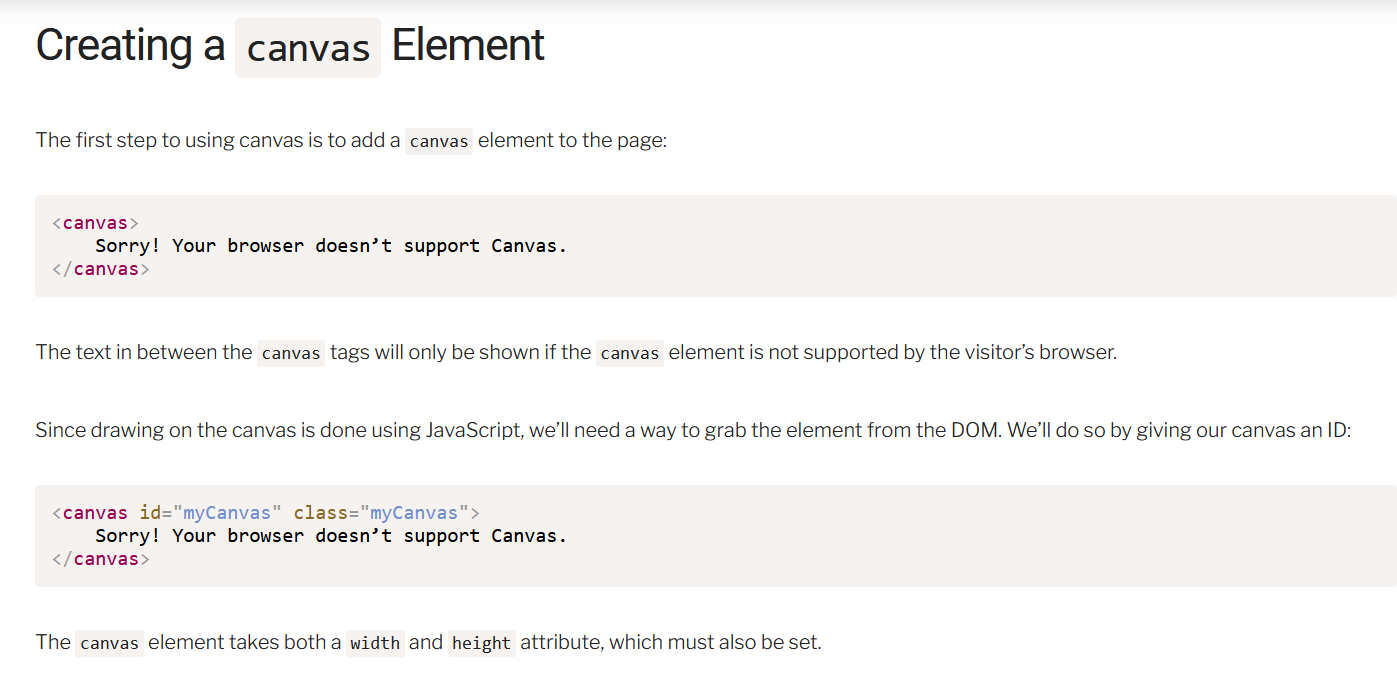 Creating a canvas Element
The first step to using canvas is to add a canvas element to the page:
<canvas>
    Sorry! Your browser doesn’t support Canvas.
</canvas>
The text in between the canvas tags will only be shown if the canvas element is not supported by the visitor’s browser.
Since drawing on the canvas is done using JavaScript, we’ll need a way to grab the element from the DOM. We’ll do so by giving our canvas an ID:
<canvas id="myCanvas" class="myCanvas">
    Sorry! Your browser doesn’t support Canvas.
</canvas>
The canvas element takes both a width and height attribute, which must also be set.